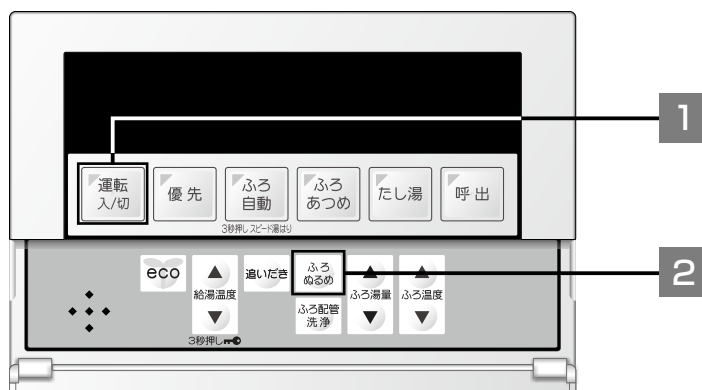 1
運転
入/切
優先
ふろ
自動
ふろ
あつめ
たし湯
呼出
3秒押し スピード湯はり
2
eco
給湯温度
追いだき
ふろ
ぬるめ
ふろ湯量
ふろ温度
ふろ配管
洗浄
3秒押し